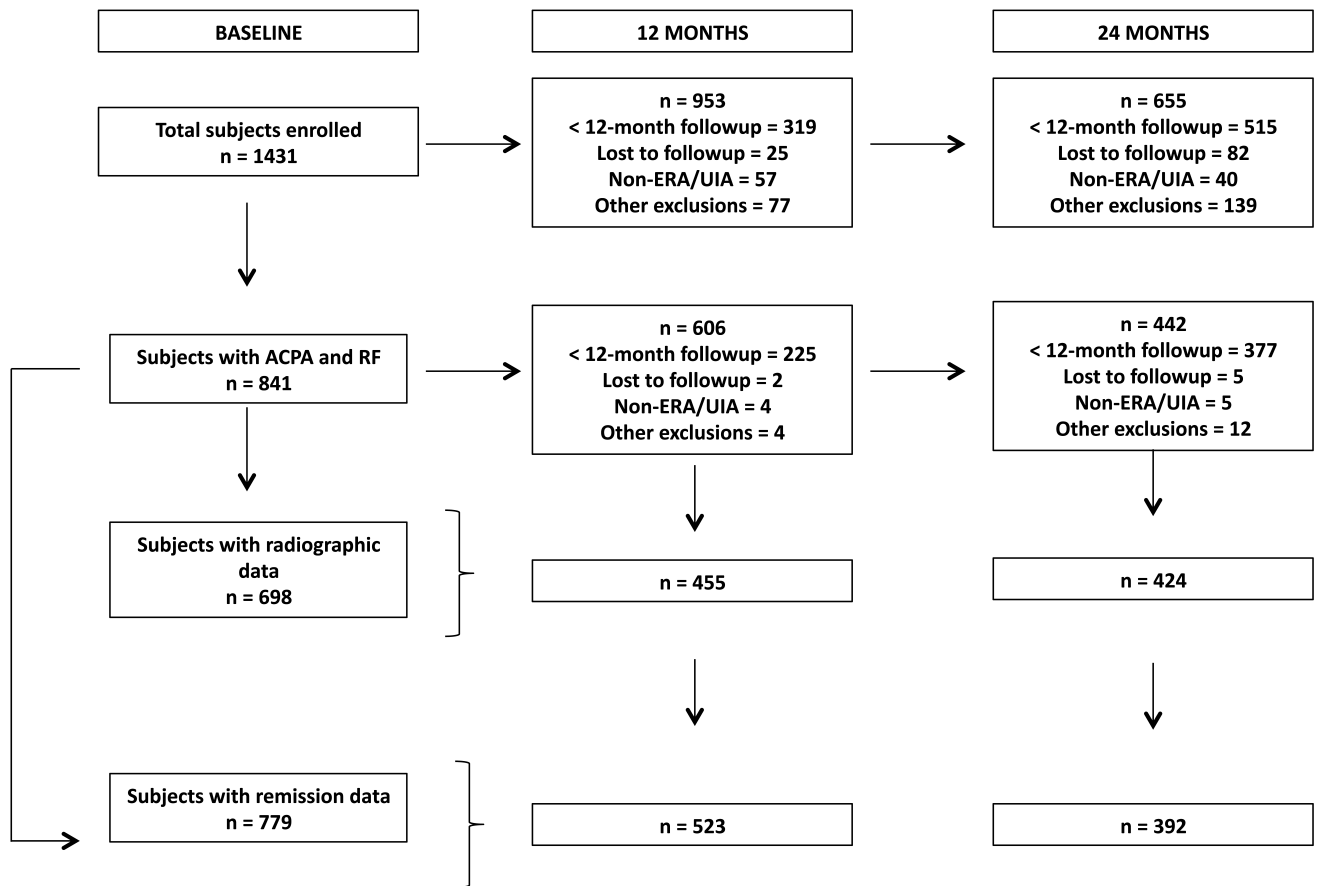 BASELINE
12 MONTHS
24 MONTHS
Total subjects enrolled
n = 1431
n = 953
< 12-month followup = 319
Lost to followup = 25
Non-ERA/UIA = 57
Other exclusions = 77
n = 655
< 12-month followup = 515
Lost to followup = 82
Non-ERA/UIA = 40
Other exclusions = 139
Subjects with ACPA and RF
n = 841
n = 606
< 12-month followup = 225
Lost to followup = 2
Non-ERA/UIA = 4
Other exclusions = 4
n = 442
< 12-month followup = 377
Lost to followup = 5
Non-ERA/UIA = 5
Other exclusions = 12
Subjects with radiographic
data
n = 698
n = 455
n = 424
Subjects with remission data
n = 779
n = 523
n = 392